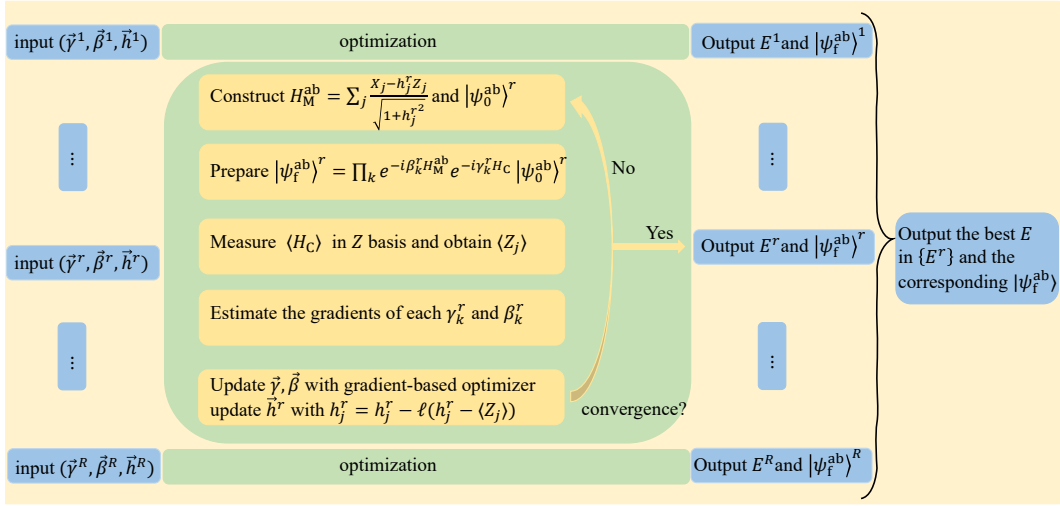 input (γ⃗¹, β⃗¹, h⃗¹)
optimization
Output E¹ and |ψ_f^ab⟩¹
Construct H_M^ab = ∑_j (X_j−h_j^r Z_j)/√(1+h_j^r²) and |ψ_0^ab⟩^r
⋮
Prepare |ψ_f^ab⟩^r = ∏_k e^{−iβ_k^r H_M^ab} e^{−iγ_k^r H_C} |ψ_0^ab⟩^r
No
⋮
input (γ⃗^r, β⃗^r, h⃗^r)
Measure ⟨H_C⟩ in Z basis and obtain ⟨Z_j⟩
Yes
Output E^r and |ψ_f^ab⟩^r
Output the best E
in {E^r} and the
corresponding |ψ_f^ab⟩
Estimate the gradients of each γ_k^r and β_k^r
⋮
⋮
Update γ⃗, β⃗ with gradient-based optimizer
update h⃗^r with h_j^r = h_j^r − ℓ(h_j^r − ⟨Z_j⟩)
convergence?
input (γ⃗^R, β⃗^R, h⃗^R)
optimization
Output E^R and |ψ_f^ab⟩^R